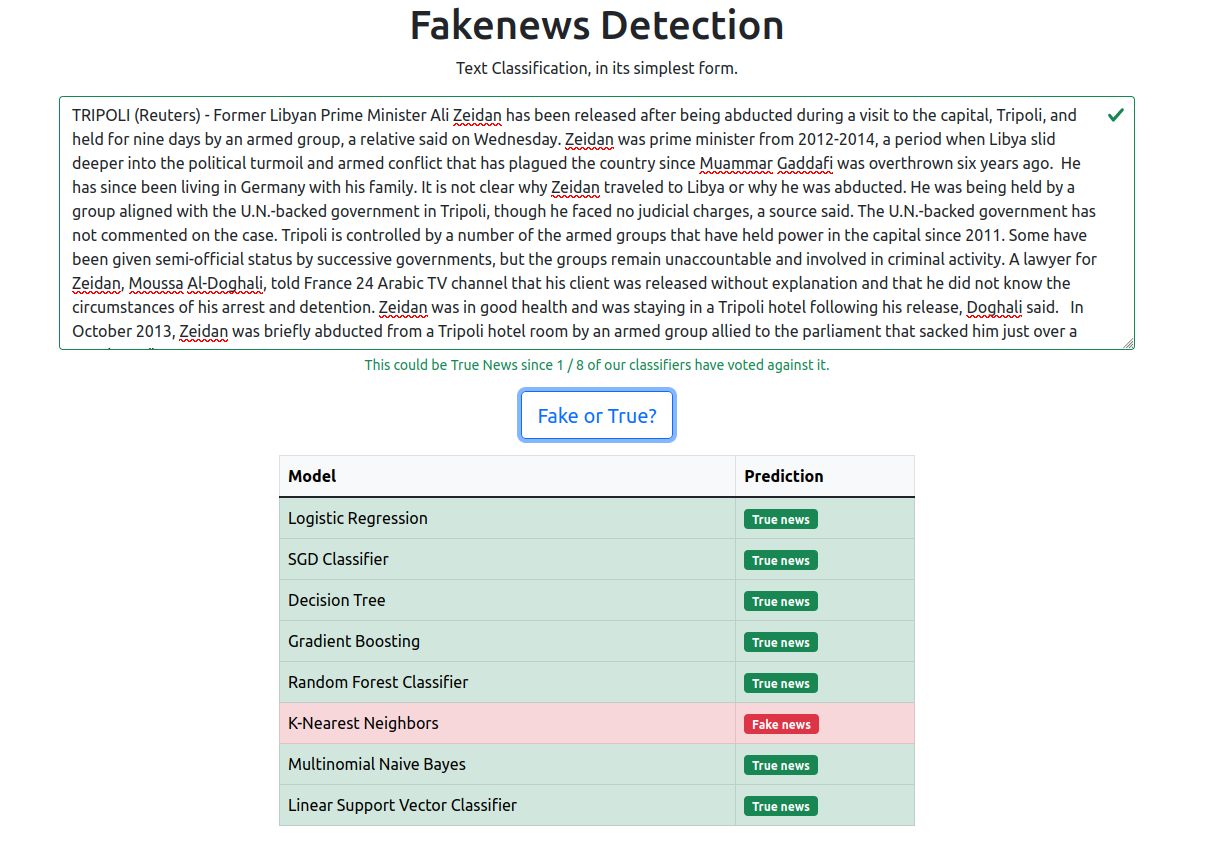 Fakenews Detection
Text Classification, in its simplest form.
TRIPOLI (Reuters) - Former Libyan Prime Minister Ali Zeidan has been released after being abducted during a visit to the capital, Tripoli, and
held for nine days by an armed group, a relative said on Wednesday. Zeidan was prime minister from 2012-2014, a period when Libya slid
deeper into the political turmoil and armed conflict that has plagued the country since Muammar Gaddafi was overthrown six years ago.  He
has since been living in Germany with his family. It is not clear why Zeidan traveled to Libya or why he was abducted. He was being held by a
group aligned with the U.N.-backed government in Tripoli, though he faced no judicial charges, a source said. The U.N.-backed government has
not commented on the case. Tripoli is controlled by a number of the armed groups that have held power in the capital since 2011. Some have
been given semi-official status by successive governments, but the groups remain unaccountable and involved in criminal activity. A lawyer for
Zeidan, Moussa Al-Doghali, told France 24 Arabic TV channel that his client was released without explanation and that he did not know the
circumstances of his arrest and detention. Zeidan was in good health and was staying in a Tripoli hotel following his release, Doghali said.   In
October 2013, Zeidan was briefly abducted from a Tripoli hotel room by an armed group allied to the parliament that sacked him just over a
This could be True News since 1 / 8 of our classifiers have voted against it.
Fake or True?
Model Prediction
Logistic Regression True news
SGD Classifier True news
Decision Tree True news
Gradient Boosting True news
Random Forest Classifier True news
K-Nearest Neighbors Fake news
Multinomial Naive Bayes True news
Linear Support Vector Classifier True news